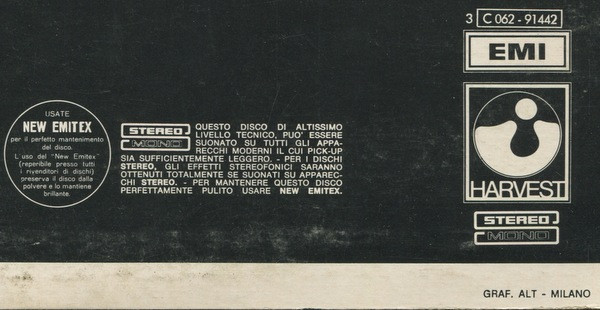 3 C 062 - 91442
EMI
HARVEST
STEREO
MONO
USATE
NEW EMITEX
per il perfetto mantenimento
del disco.
L'uso del "New Emitex"
(reperibile presso tutti
i rivenditori di dischi)
preserva il disco dalla
polvere e lo mantiene
brillante.
STEREO
MONO
QUESTO DISCO DI ALTISSIMO
LIVELLO TECNICO, PUO' ESSERE
SUONATO SU TUTTI GLI APPA-
RECCHI MODERNI IL CUI PICK-UP
SIA SUFFICIENTEMENTE LEGGERO. - PER I DISCHI
STEREO, GLI EFFETTI STEREOFONICI SARANNO
OTTENUTI TOTALMENTE SE SUONATI SU APPAREC-
CHI STEREO. - PER MANTENERE QUESTO DISCO
PERFETTAMENTE PULITO USARE NEW EMITEX.
GRAF. ALT - MILANO